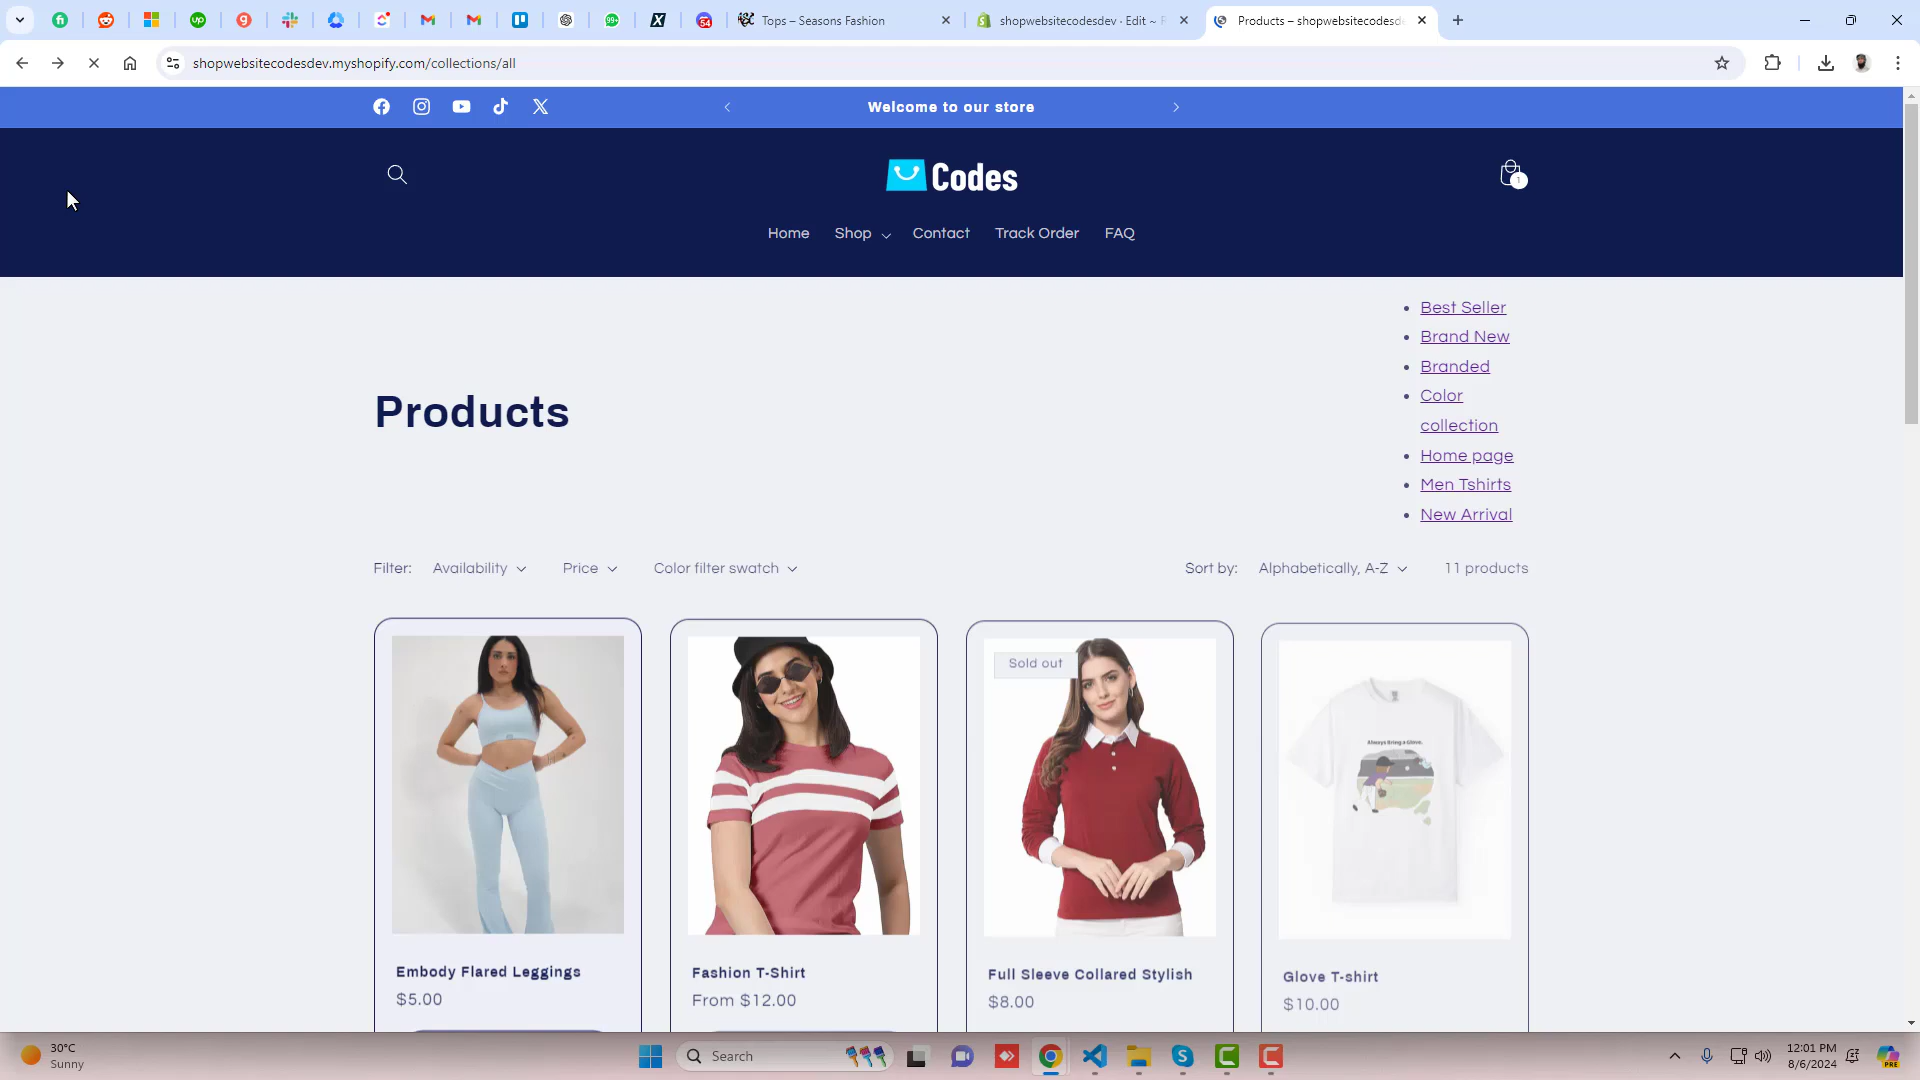 Tops – Seasons Fashion
shopwebsitecodesdev · Edit ~
Products – shopwebsitecodesd
shopwebsitecodesdev.myshopify.com/collections/all
Welcome to our store
Codes
1
Home
Shop
Contact
Track Order
FAQ
Best Seller
Brand New
Branded
Color
collection
Home page
Men Tshirts
New Arrival
Products
Filter:
Availability
Price
Color filter swatch
Sort by:
Alphabetically, A-Z
11 products
Sold out
Always Bring a Glove.
Embody Flared Leggings
$5.00
Fashion T-Shirt
From $12.00
Full Sleeve Collared Stylish
$8.00
Glove T-shirt
$10.00
30°C
Sunny
Search
12:01 PM
8/6/2024